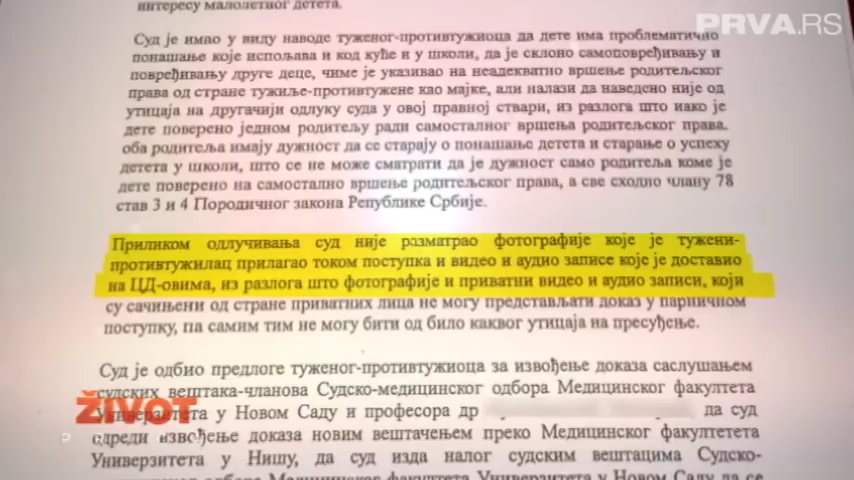 PRVA.RS
интересу малолетног детета.
Суд је имао у виду наводе туженог-противтужиоца да дете има проблематично
понашање које испољава и код куће и у школи, да је склоно самоповређивању и
повређивању друге деце, чиме је указивао на неадекватно вршење родитељског
права од стране тужиље-противтужене као мајке, али налази да наведено није од
утицаја на другачији одлуку суда у овој правној ствари, из разлога што иако је
дете поверено једном родитељу ради самосталног вршења родитељског права,
оба родитеља имају дужност да се старају о понашање детета и старање о успеху
детета у школи, што се не може сматрати да је дужност само родитеља коме је
дете поверено на самостално вршење родитељског права, а све сходно члану 78
став 3 и 4 Породичног закона Републике Србије.
Приликом одлучивања суд није разматрао фотографије које је тужени-
противтужилац прилагао током поступка и видео и аудио записе које је доставио
на ЦД-овима, из разлога што фотографије и приватни видео и аудио записи, који
су сачињени од стране приватних лица не могу представљати доказ у парничном
поступку, па самим тим не могу бити од било каквог утицаја на пресуђење.
Суд је одбио предлоге туженог-противтужиоца за извођење доказа саслушањем
судских вештака-чланова Судско-медицинског одбора Медицинског факултета
Универзитета у Новом Саду и професора др да суд
одреди извођење доказа новим вештачењем преко Медицинског факултетета
Универзитета у Нишу, да суд изда налог судским вештацима Судско-
медицинског одбора Медицинског факултета Универзитета у Новом Саду да се
ŽIVOT